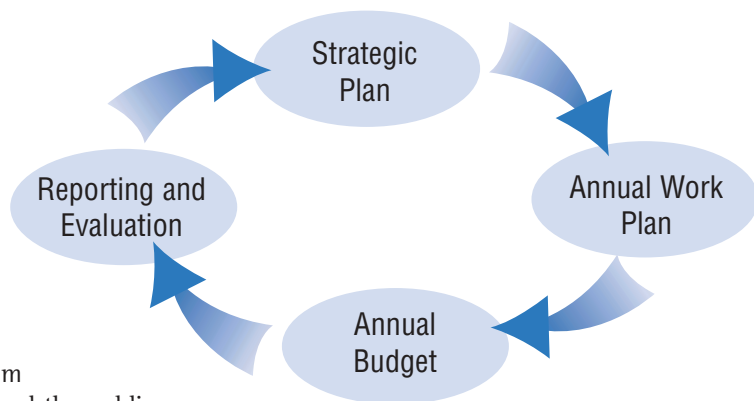 Strategic
Plan
Annual Work
Plan
Annual
Budget
Reporting and
Evaluation
m